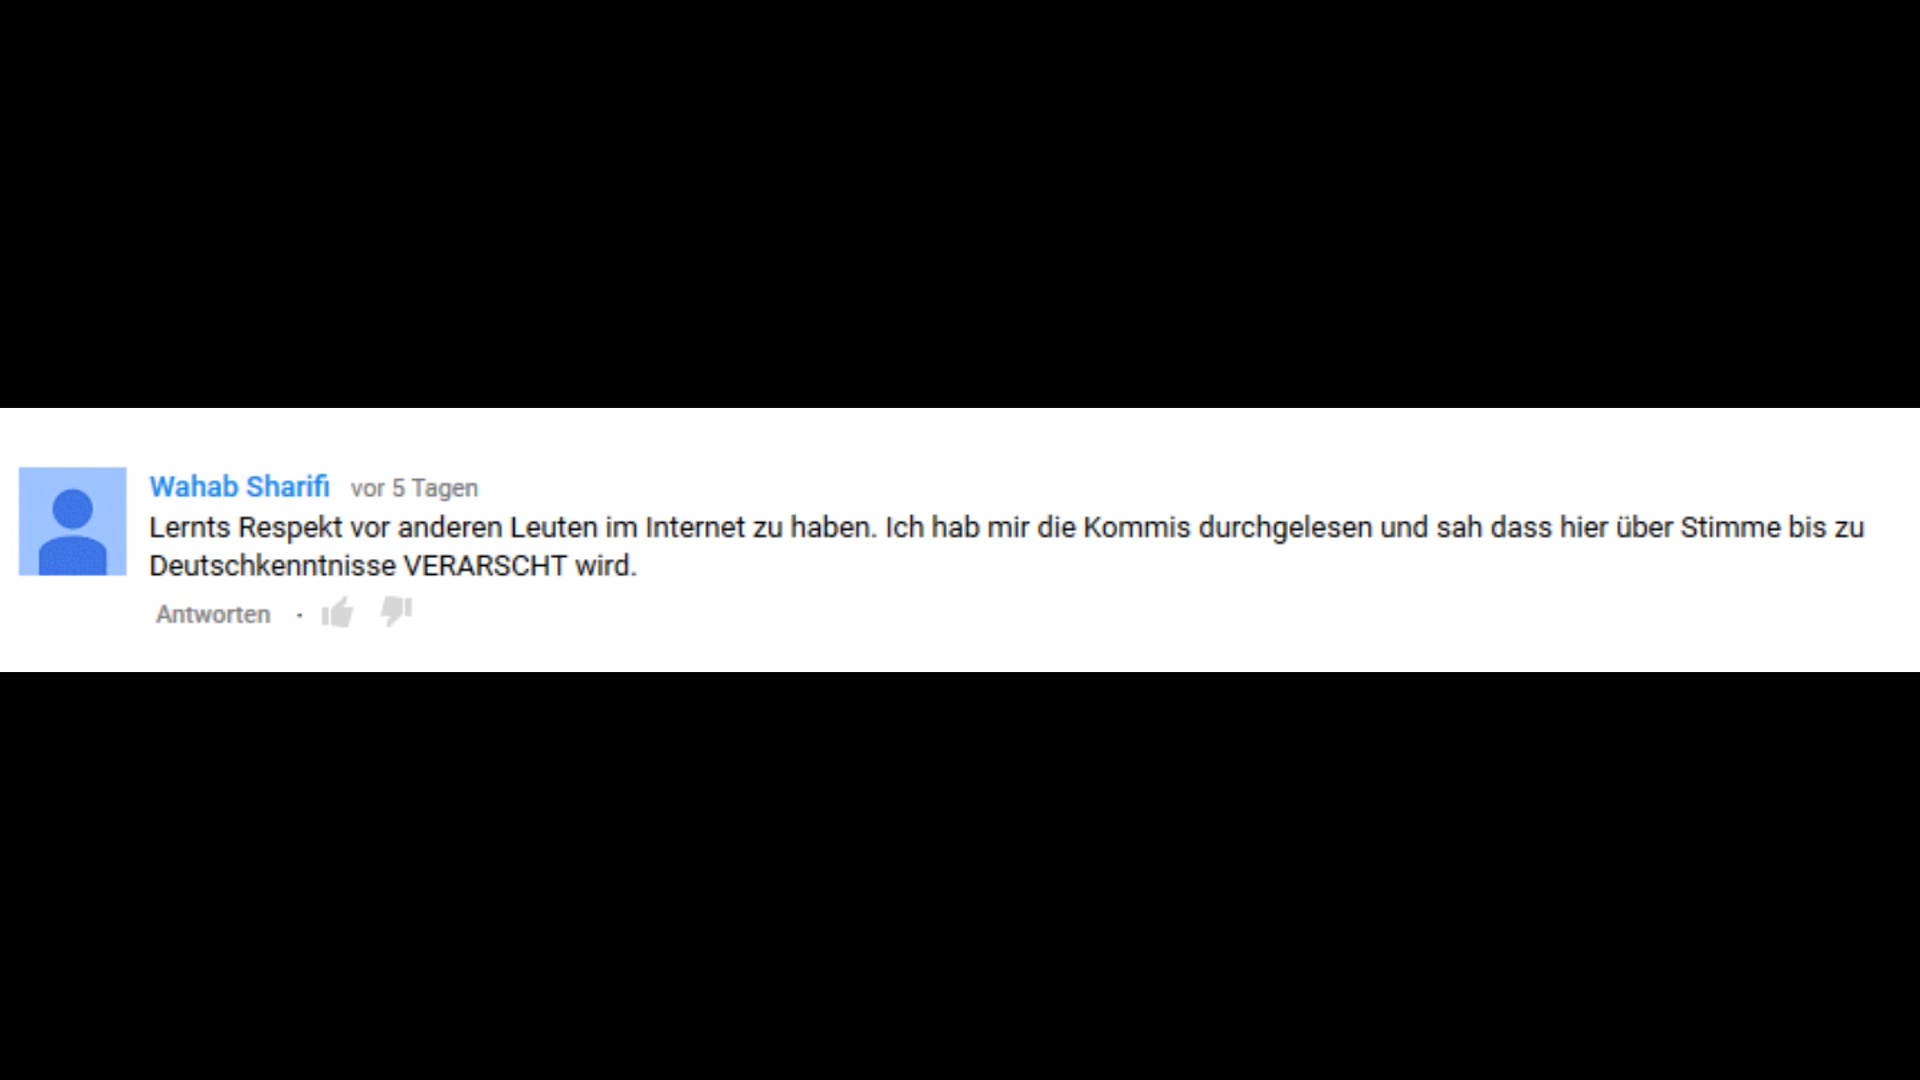 Wahab Sharifi vor 5 Tagen
Lernts Respekt vor anderen Leuten im Internet zu haben. Ich hab mir die Kommis durchgelesen und sah dass hier über Stimme bis zu
Deutschkenntnisse VERARSCHT wird.
Antworten ·